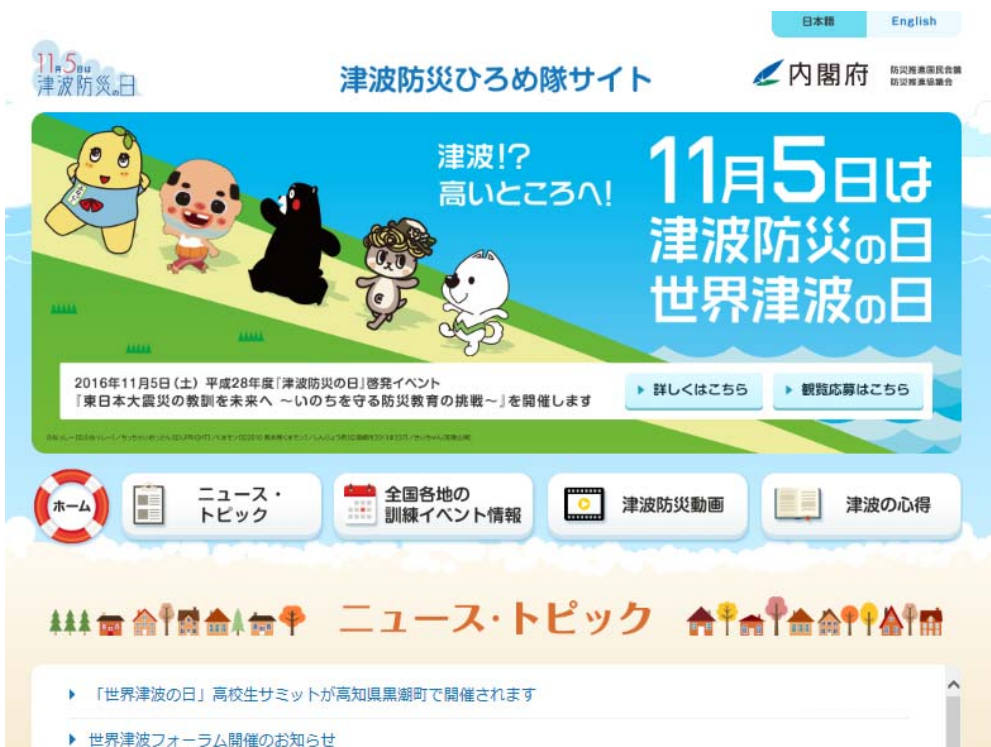 日本語
English
11月5日は
津波防災の日
津波防災ひろめ隊サイト
内閣府
防災推進国民会議
防災推進協議会
津波!?
高いところへ!
11月5日は
津波防災の日
世界津波の日
2016年11月5日(土) 平成28年度「津波防災の日」啓発イベント
『東日本大震災の教訓を未来へ ～いのちを守る防災教育の挑戦～』を開催します
詳しくはこちら
観覧応募はこちら
ホーム
ニュース・
トピック
全国各地の
訓練イベント情報
津波防災動画
津波の心得
ニュース・トピック
「世界津波の日」高校生サミットが高知県黒潮町で開催されます
世界津波フォーラム開催のお知らせ